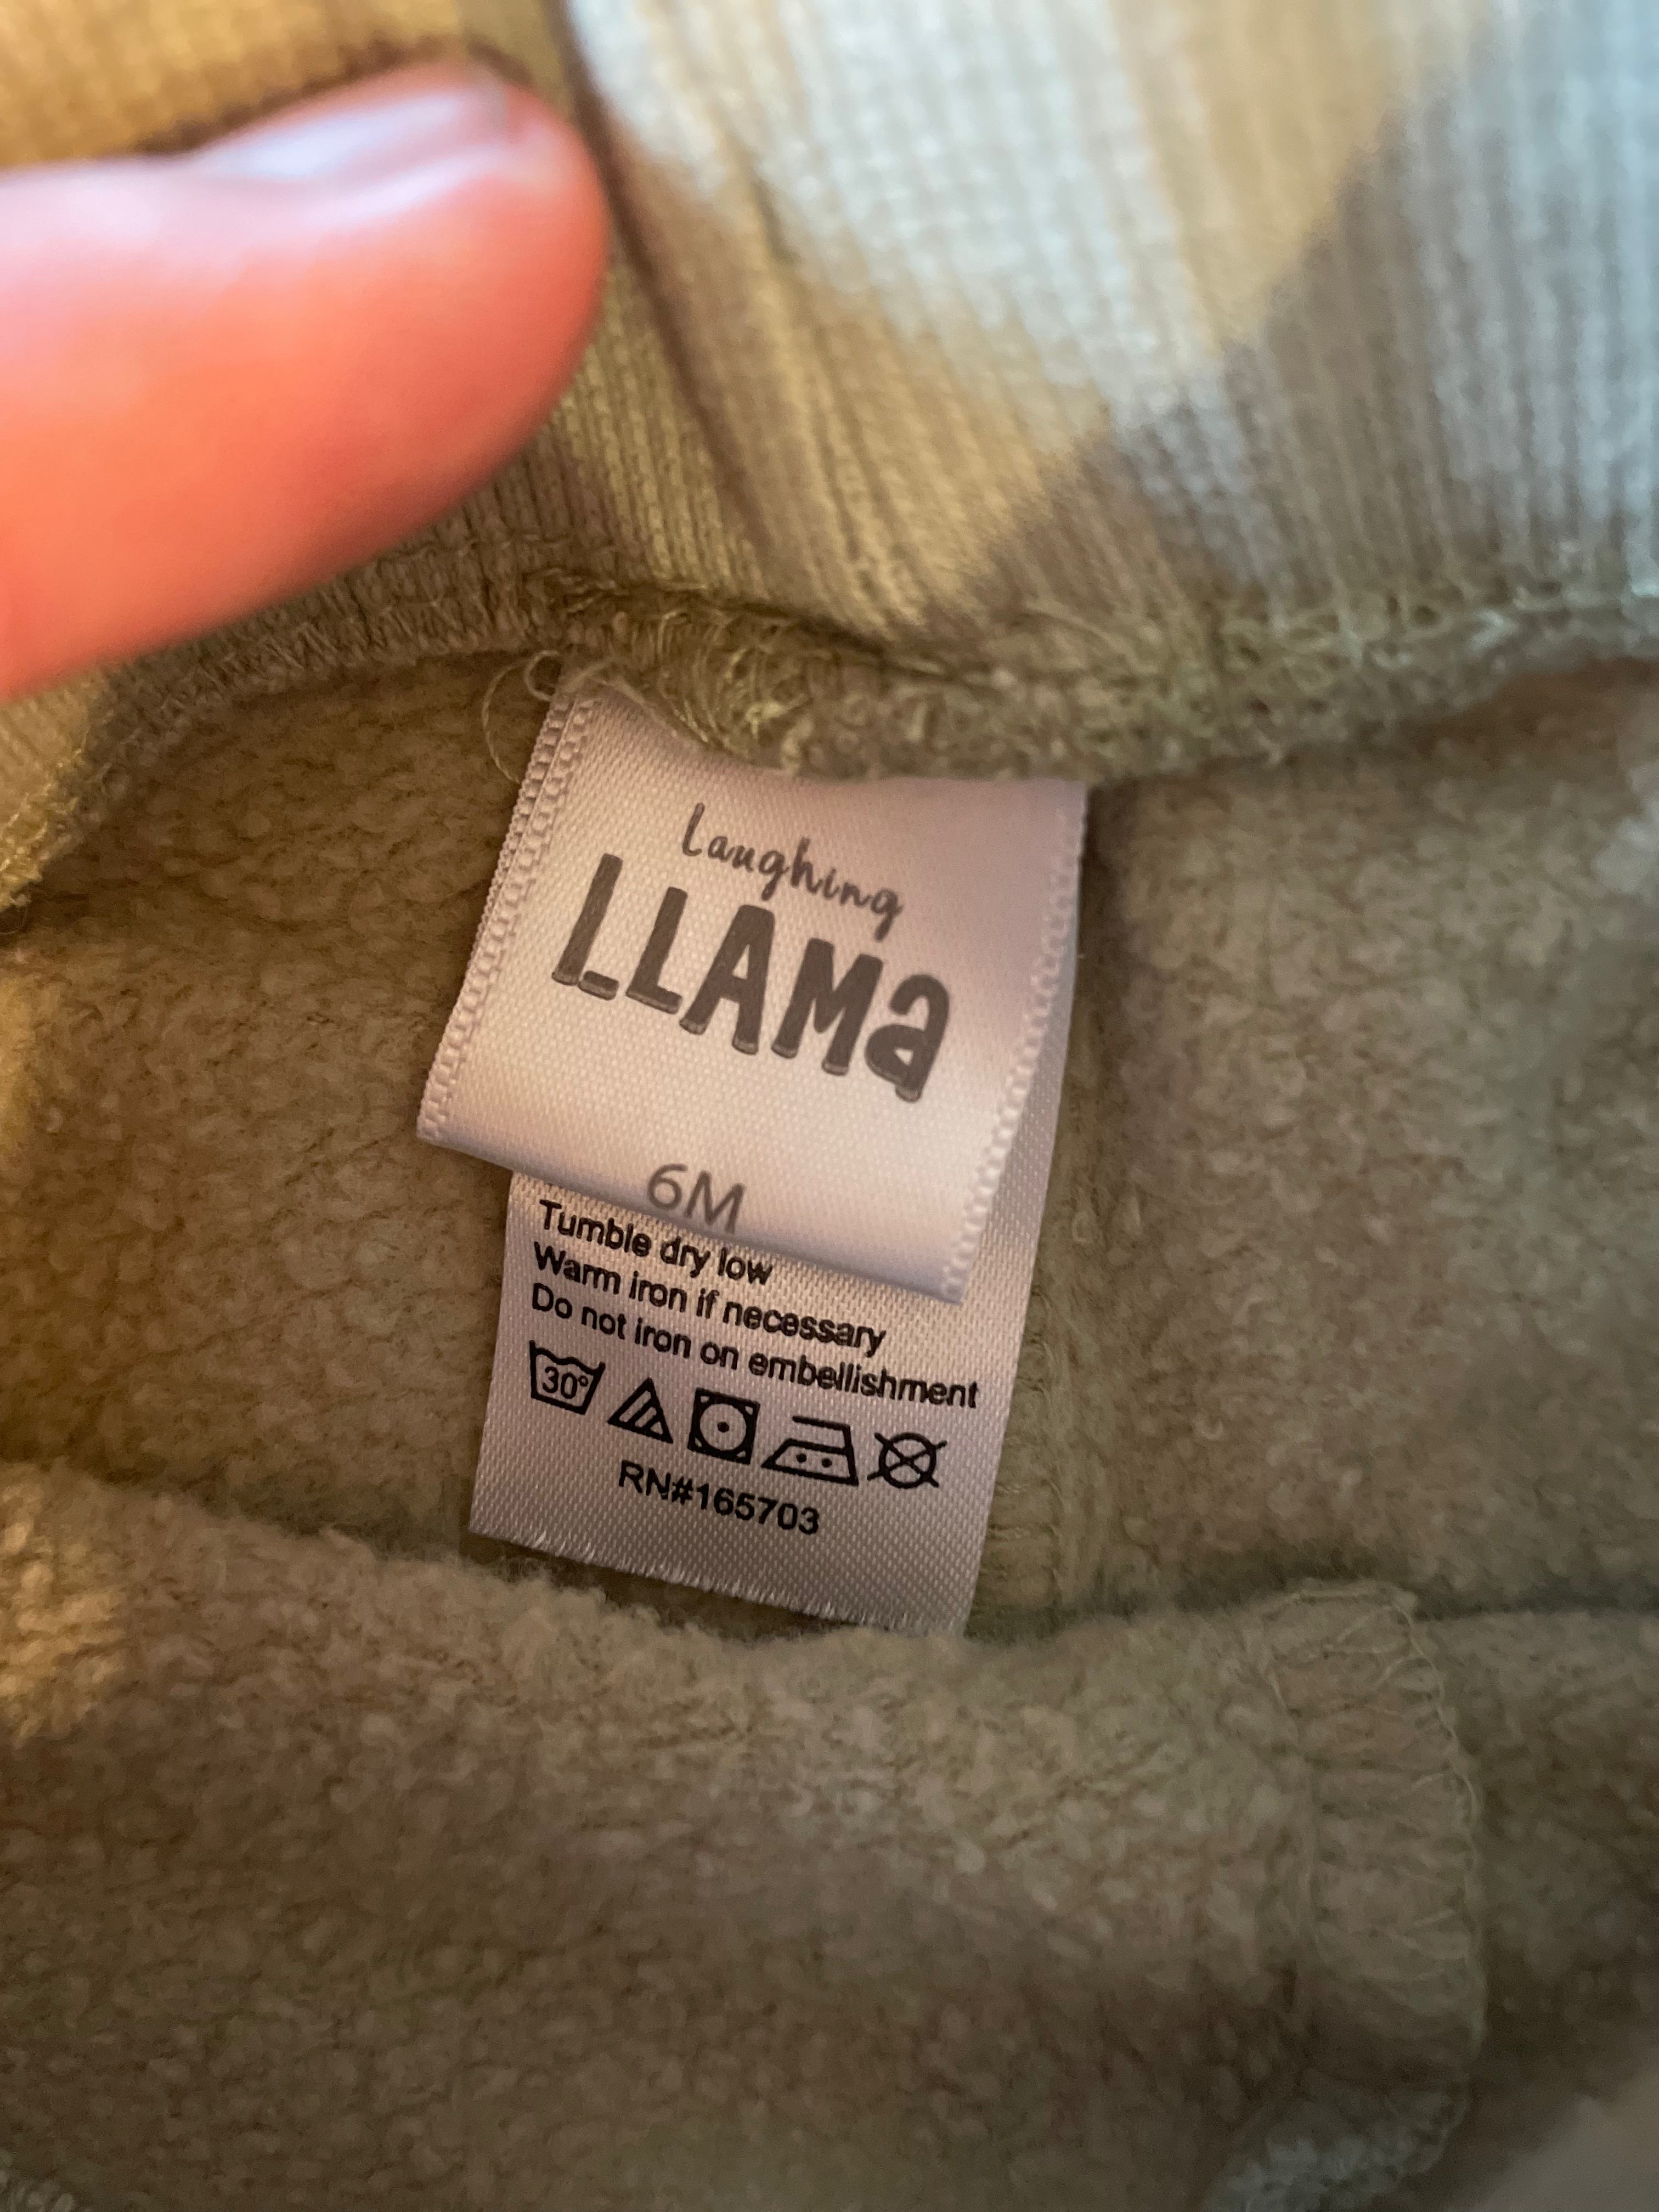 Laughing
LLAMa
6M
Tumble dry low
Warm iron if necessary
Do not iron on embellishment
30°
RN#165703